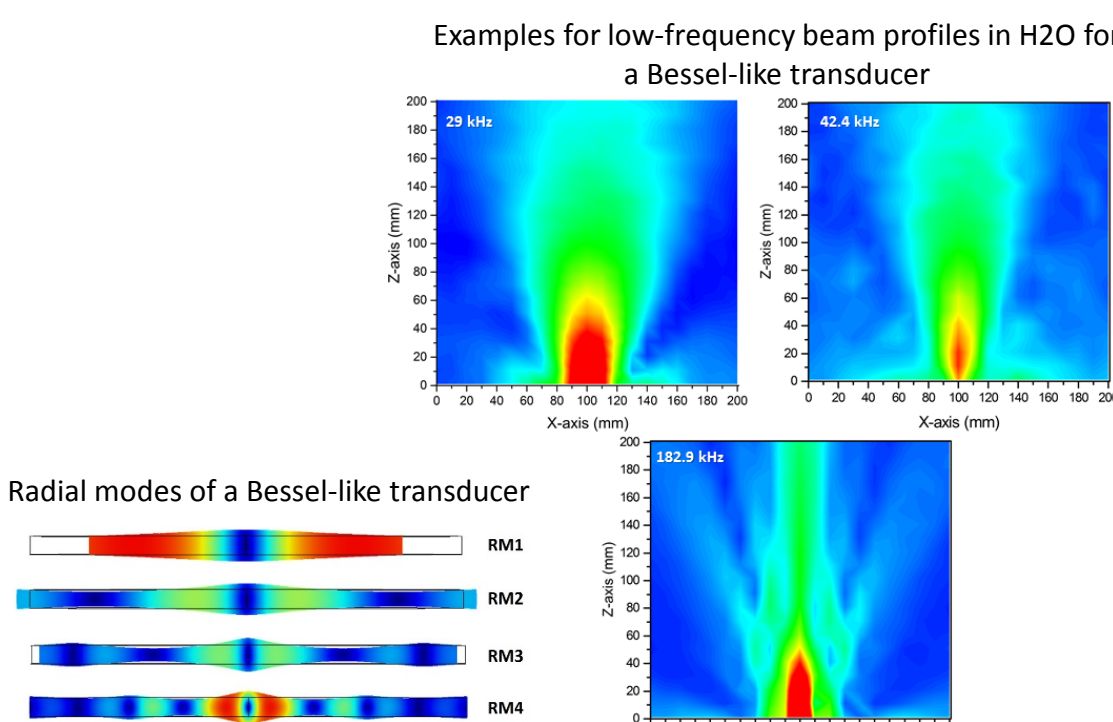 Examples for low-frequency beam profiles in H2O for
a Bessel-like transducer
29 kHz
200
180
160
140
120
100
80
60
40
20
0
Z-axis (mm)
0 20 40 60 80 100 120 140 160 180 200
X-axis (mm)
42.4 kHz
200
180
160
140
120
100
80
60
40
20
0
Z-axis (mm)
0 20 40 60 80 100 120 140 160 180 20
X-axis (mm)
182.9 kHz
200
180
160
140
120
100
80
60
40
20
0
Z-axis (mm)
Radial modes of a Bessel-like transducer
RM1
RM2
RM3
RM4